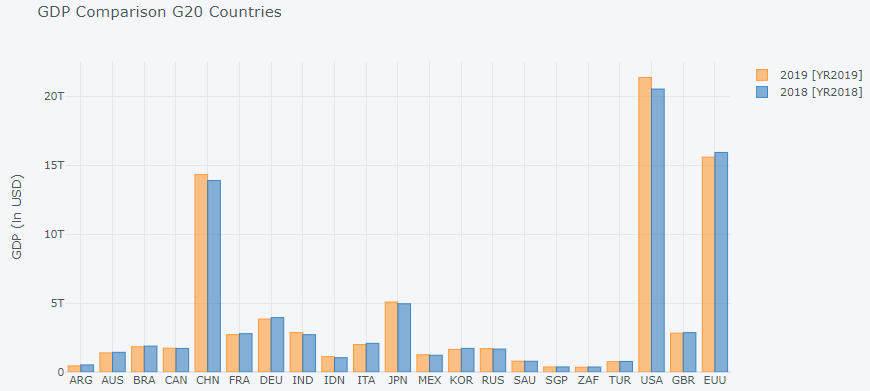 GDP Comparison G20 Countries
2019 [YR2019]
2018 [YR2018]
GDP (In USD)
20T
15T
10T
5T
0
ARG AUS BRA CAN CHN FRA DEU IND IDN ITA JPN MEX KOR RUS SAU SGP ZAF TUR USA GBR EUU